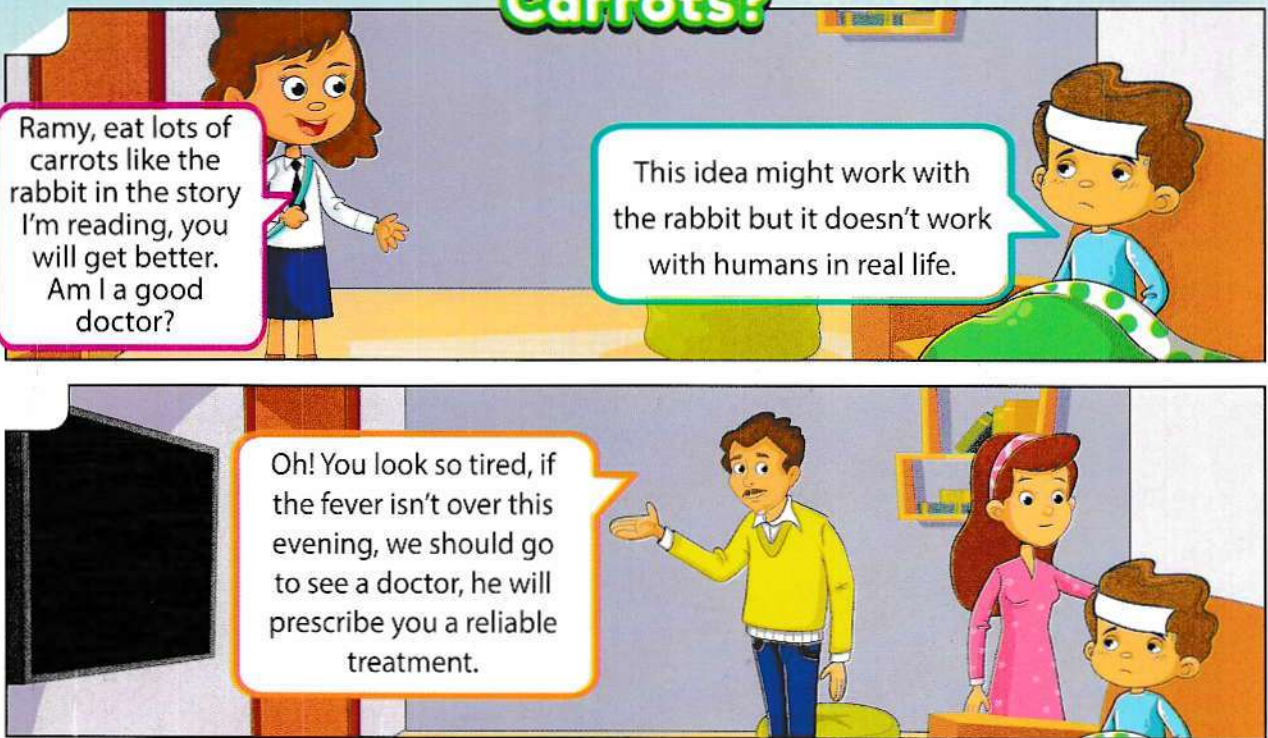 Carrots?
Ramy, eat lots of
carrots like the
rabbit in the story
I'm reading, you
will get better.
Am I a good
doctor?
This idea might work with
the rabbit but it doesn't work
with humans in real life.
Oh! You look so tired, if
the fever isn't over this
evening, we should go
to see a doctor, he will
prescribe you a reliable
treatment.